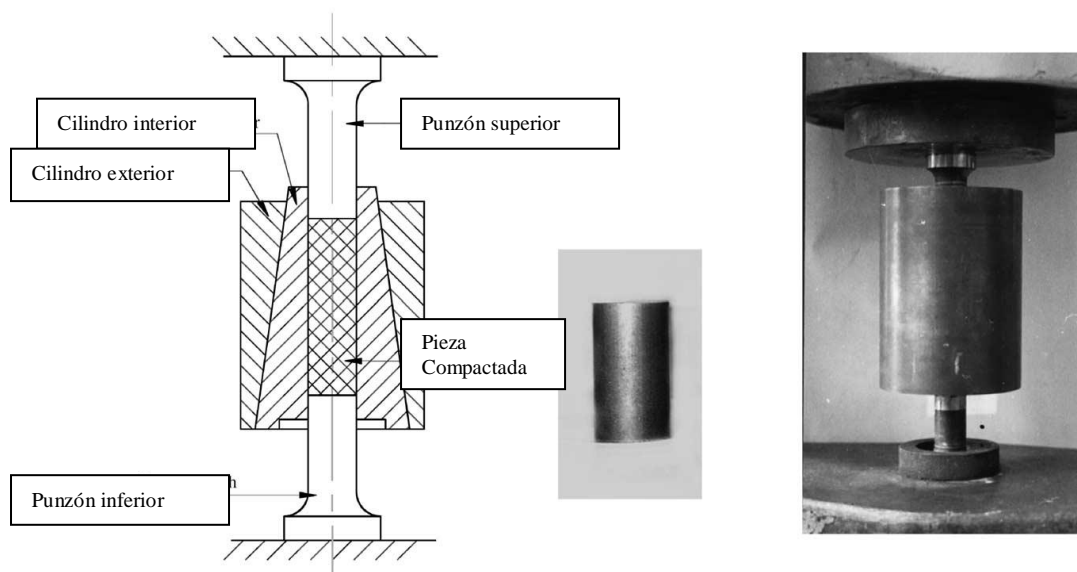 Cilindro interior
Punzón superior
Cilindro exterior
Pieza
Compactada
Punzón inferior